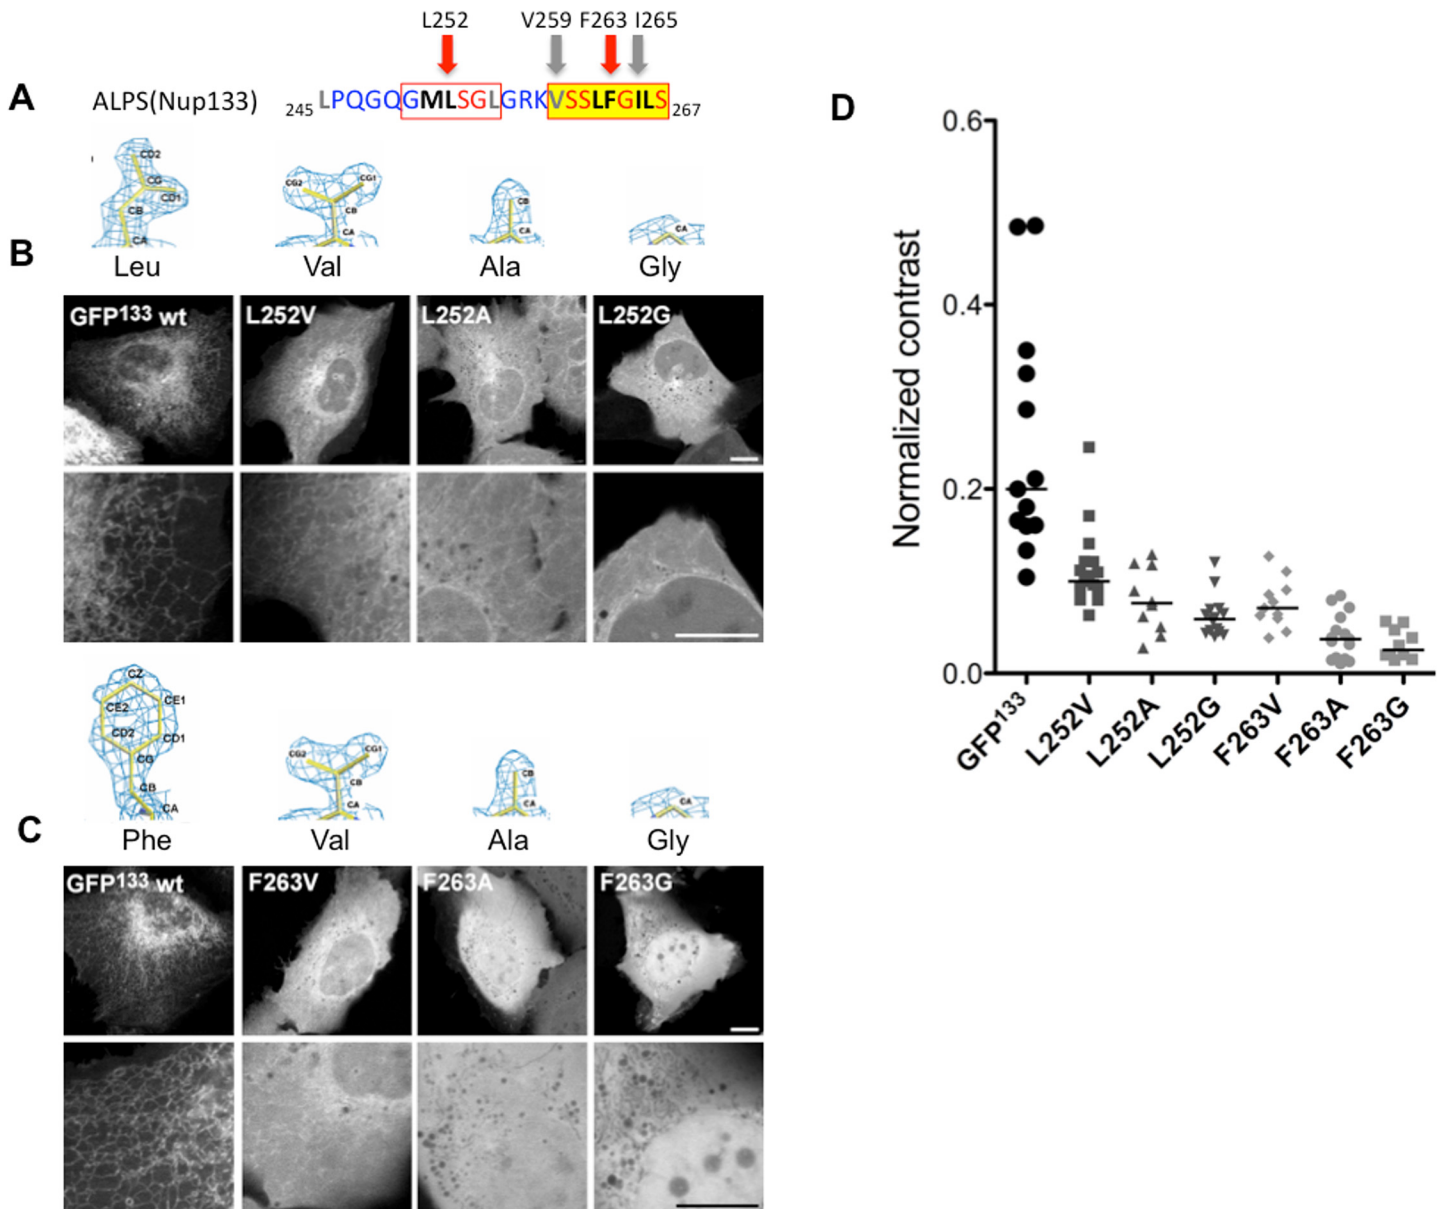 L252 V259 F263 I265
A ALPS(Nup133) 245 LPQGQGMLSGLGRKVSSLFGILS 267
CD2 CG CD1 CB CA
CG2 CG1 CB CA
CB CA
CA
B Leu Val Ala Gly
GFP133 wt L252V L252A L252G
CZ CE2 CE1 CD2 CD1 CG CB CA
CG2 CG1 CB CA
CB CA
CA
C Phe Val Ala Gly
GFP133 wt F263V F263A F263G
D
Normalized contrast
0.6
0.4
0.2
0.0
GFP133 L252V L252A L252G F263V F263A F263G